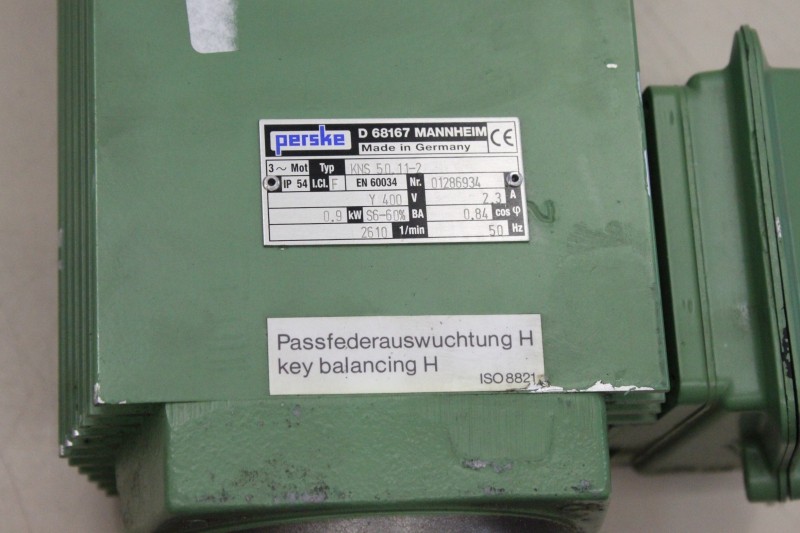 perske D 68167 MANNHEIM CE
Made in Germany
3~ Mot Typ KNS 50.11-2
IP 54 I.Cl. F EN 60034 Nr. 01286934
Y 400 V 2,3 A
0.9 kW S6-60% BA 0,84 cos φ
2610 1/min 50 Hz
Passfederauswuchtung H
key balancing H
ISO 8821